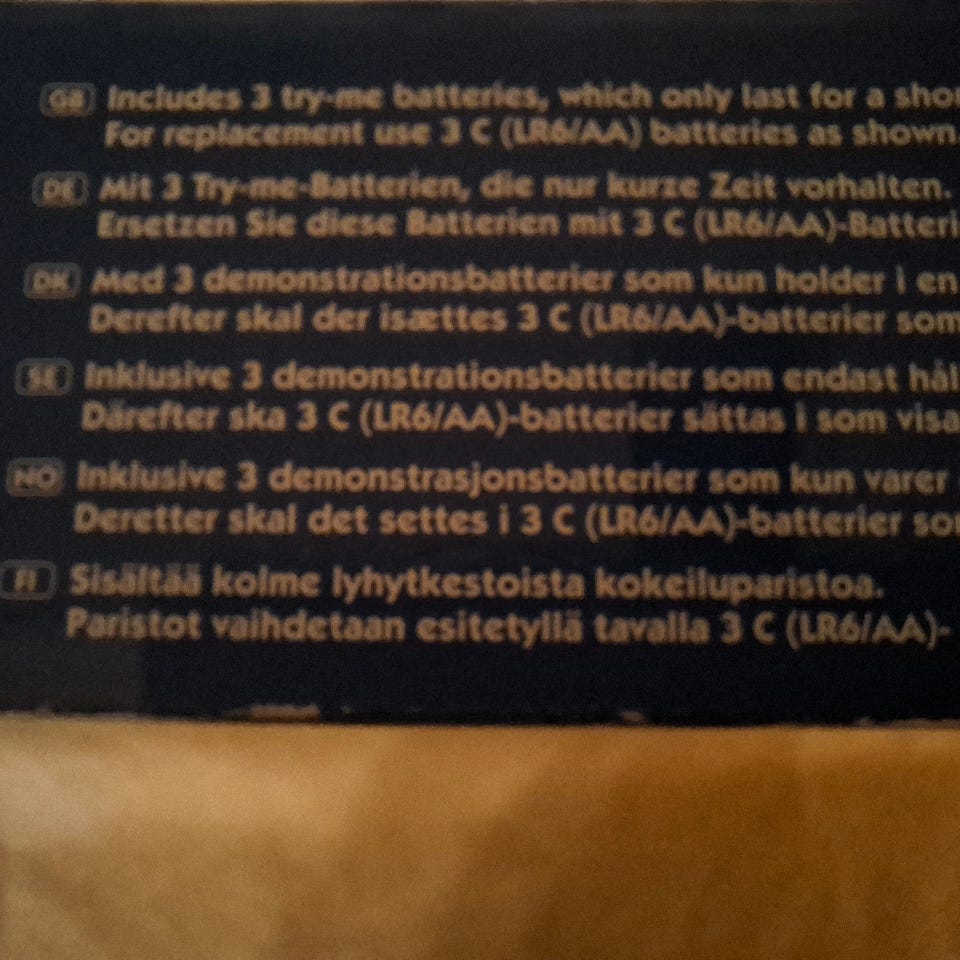 GB Includes 3 try-me batteries, which only last for a shor
For replacement use 3 C (LR6/AA) batteries as shown.
DE Mit 3 Try-me-Batterien, die nur kurze Zeit vorhalten.
Ersetzen Sie diese Batterien mit 3 C (LR6/AA)-Batteri
DK Med 3 demonstrationsbatterier som kun holder i en
Derefter skal der isættes 3 C (LR6/AA)-batterier som
SE Inklusive 3 demonstrationsbatterier som endast hål
Därefter ska 3 C (LR6/AA)-batterier sättas i som visa
NO Inklusive 3 demonstrasjonsbatterier som kun varer
Deretter skal det settes i 3 C (LR6/AA)-batterier so
FI Sisältää kolme lyhytkestoista kokeiluparistoa.
Paristot vaihdetaan esitetyllä tavalla 3 C (LR6/AA)-